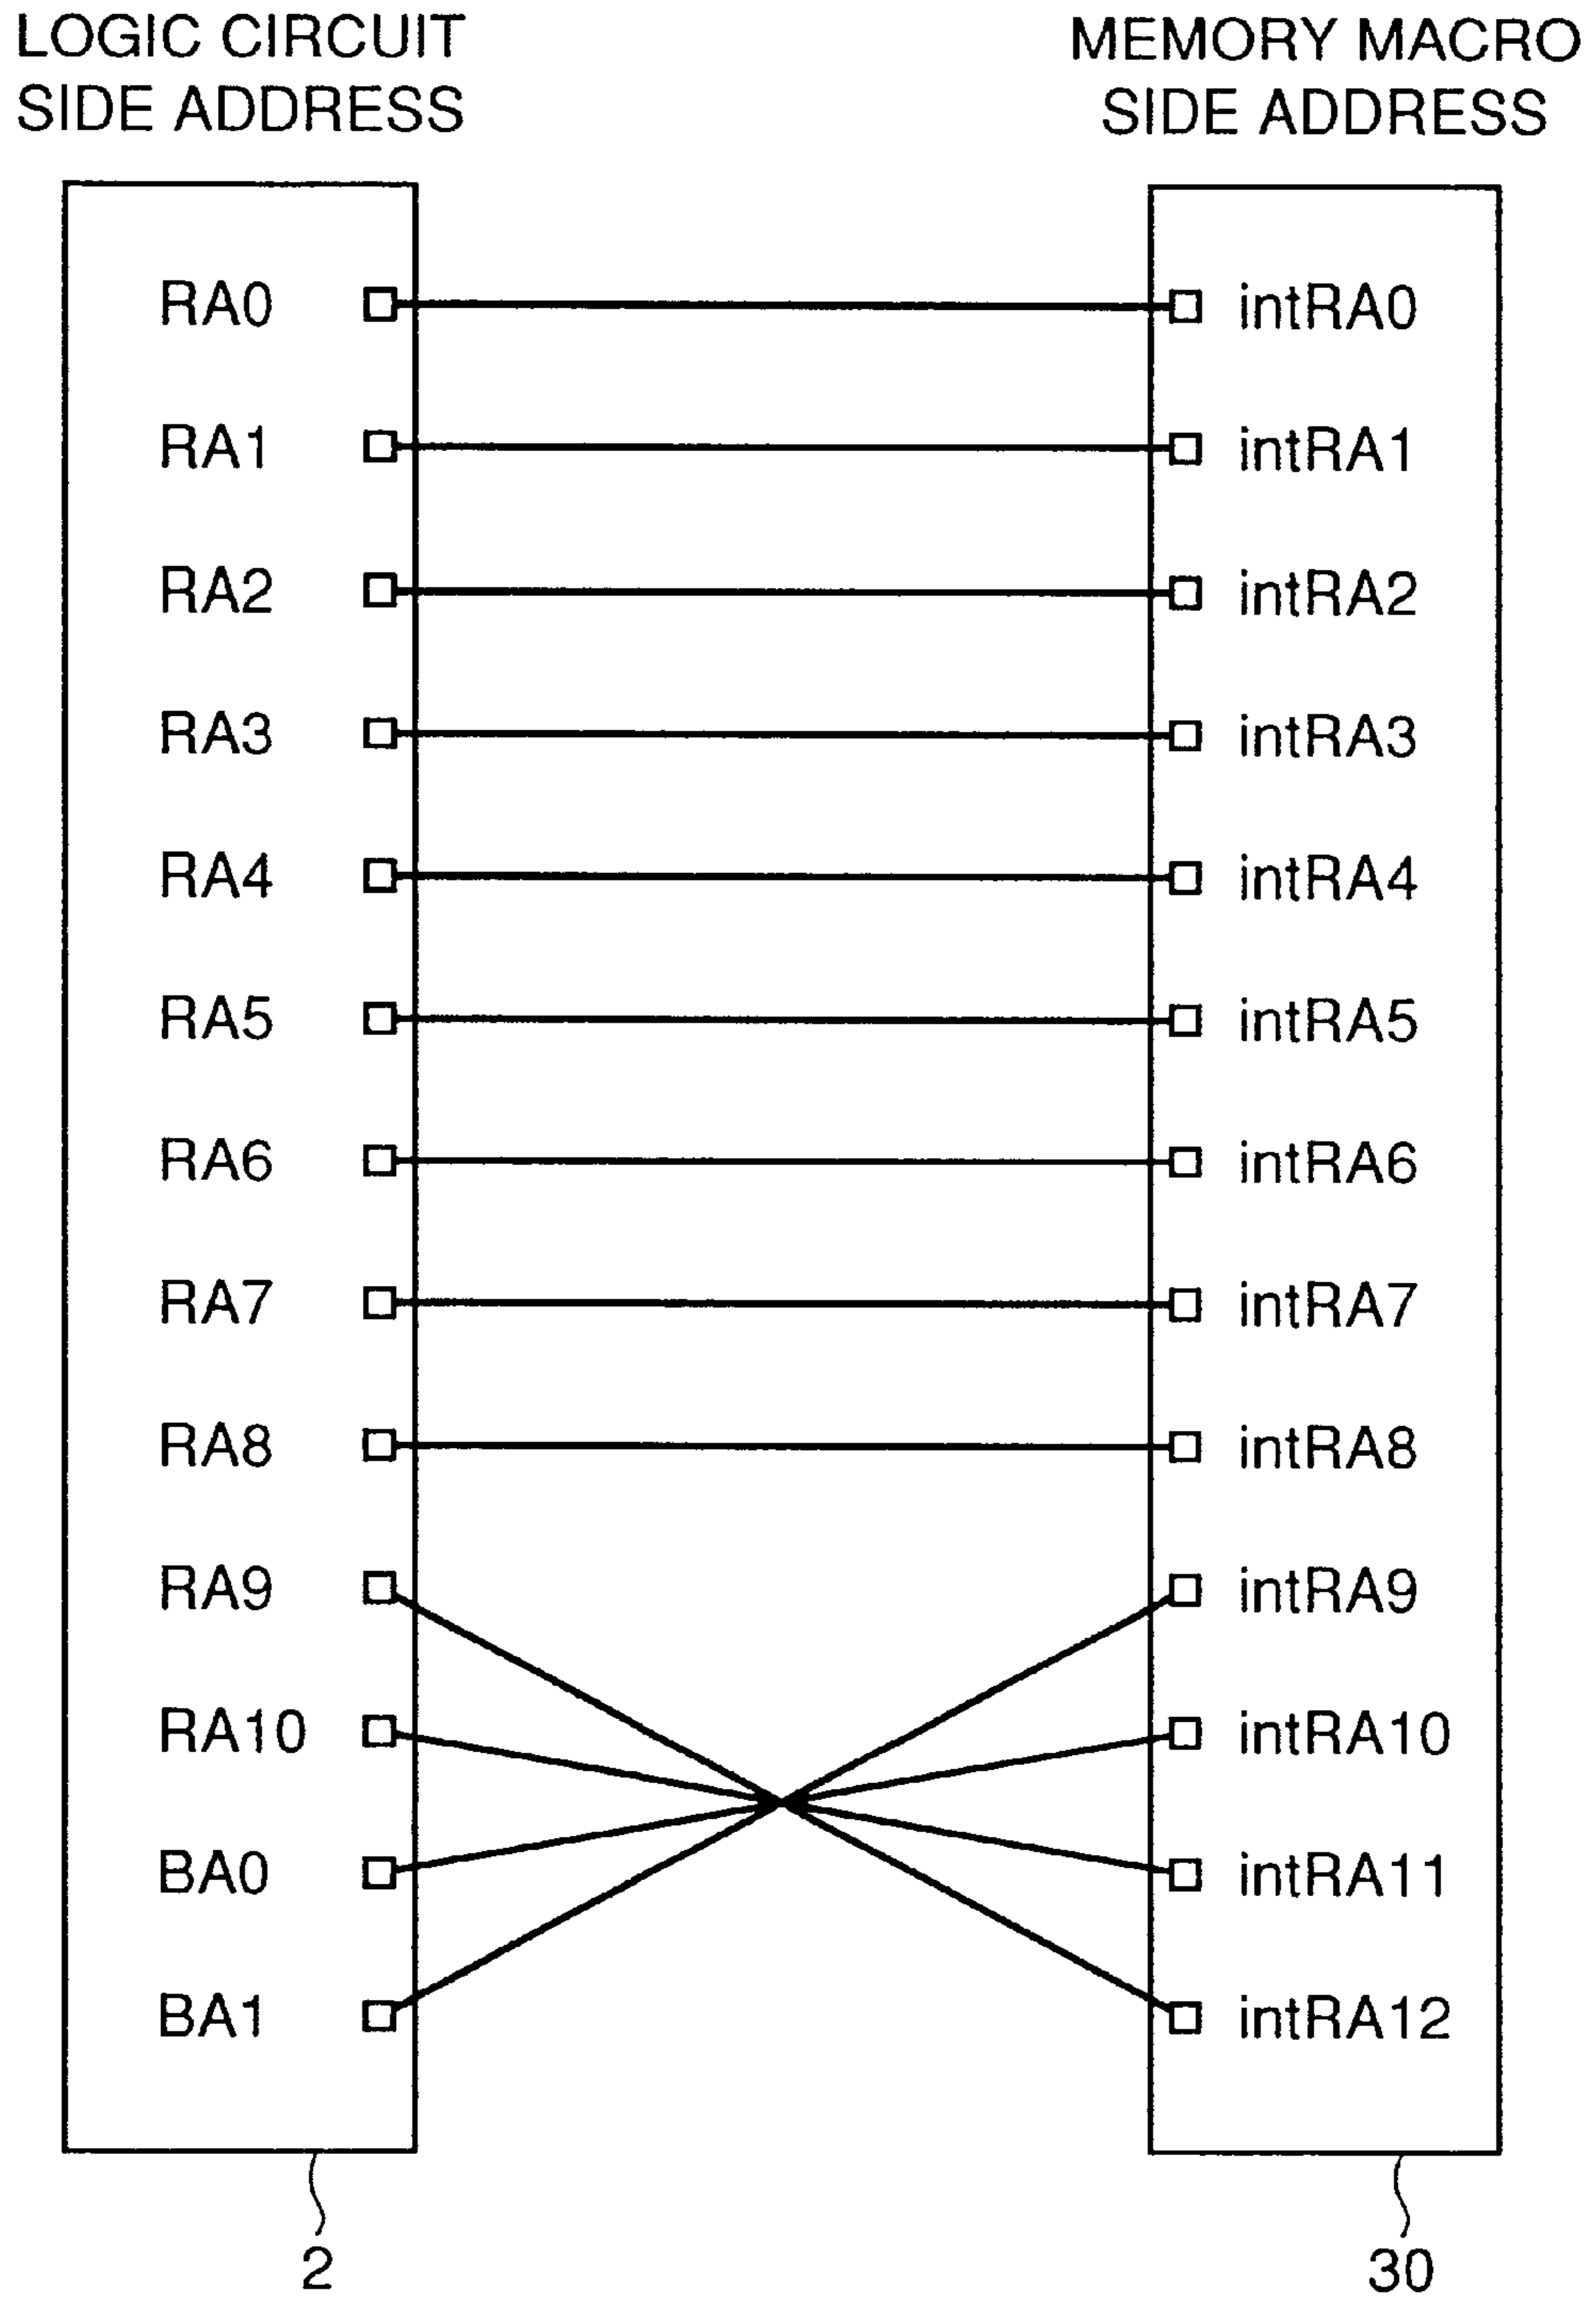 LOGIC CIRCUIT
SIDE ADDRESS
MEMORY MACRO
SIDE ADDRESS
RA0 intRA0
RA1 intRA1
RA2 intRA2
RA3 intRA3
RA4 intRA4
RA5 intRA5
RA6 intRA6
RA7 intRA7
RA8 intRA8
RA9 intRA9
RA10 intRA10
BA0 intRA11
BA1 intRA12
2 30